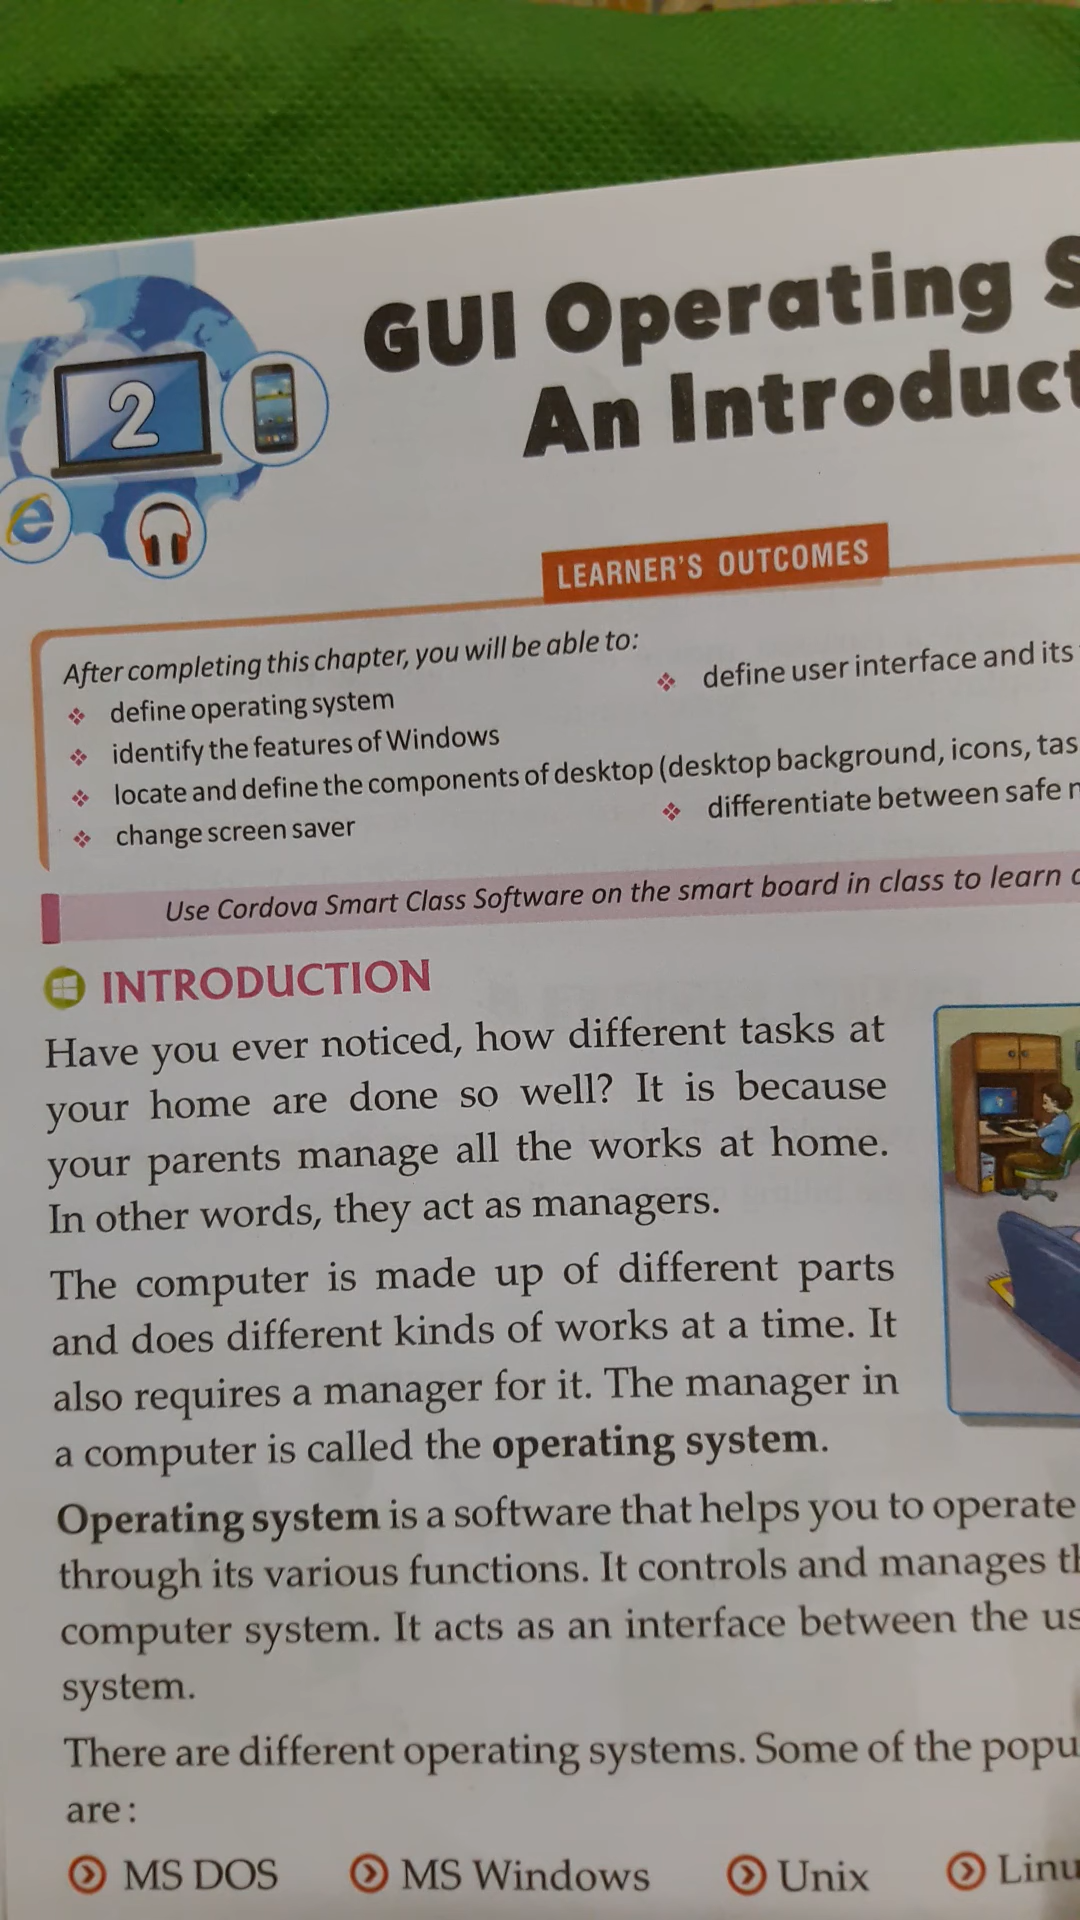 2
GUI Operating
An
LEARNER'S OUTCOMES
After completing this chapter, you will be able to:
define operating system
define user interface and its
identify the features of Windows
locate and define the components of desktop (desktop background, icons,
change screen saver
differentiate between safe
Use Cordova Smart Class Software on the smart board in class to learn
INTRODUCTION
Have you ever noticed, how different tasks at
your home are done so well? It is because
your parents manage all the works at home.
In other words, they act as managers.
The computer is made up of different parts
and does different kinds of works at a time. It
also requires a manager for it. The manager in
a computer is called the operating system.
Operating system is a software that helps you to operate
through its various functions. It controls and manages
computer system. It acts as an interface between the
system.
There are different operating systems. Some of the
are:
MS DOS MS Windows Unix